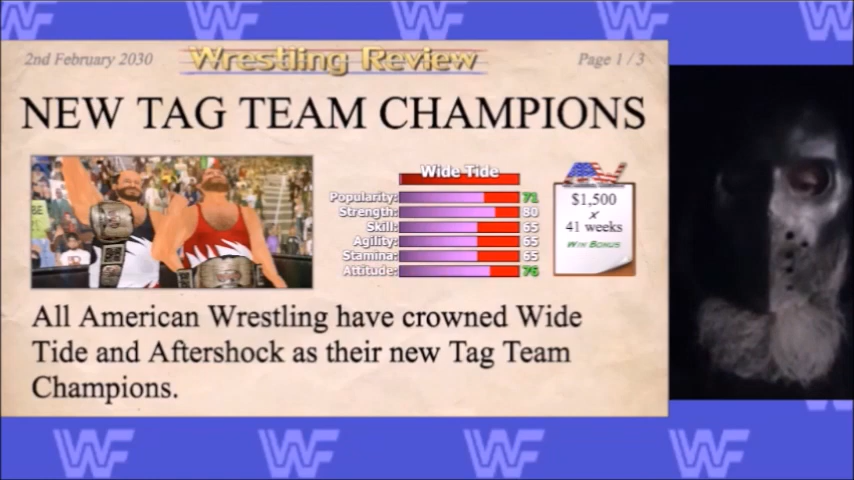 2nd February 2030
Wrestling Review
Page 1 / 3
NEW TAG TEAM CHAMPIONS
Wide Tide
Popularity: 71
Strength: 80
Skill: 65
Agility: 65
Stamina: 65
Attitude: 76
$1,500
x
41 weeks
WIN BONUS
All American Wrestling have crowned Wide
Tide and Aftershock as their new Tag Team
Champions.